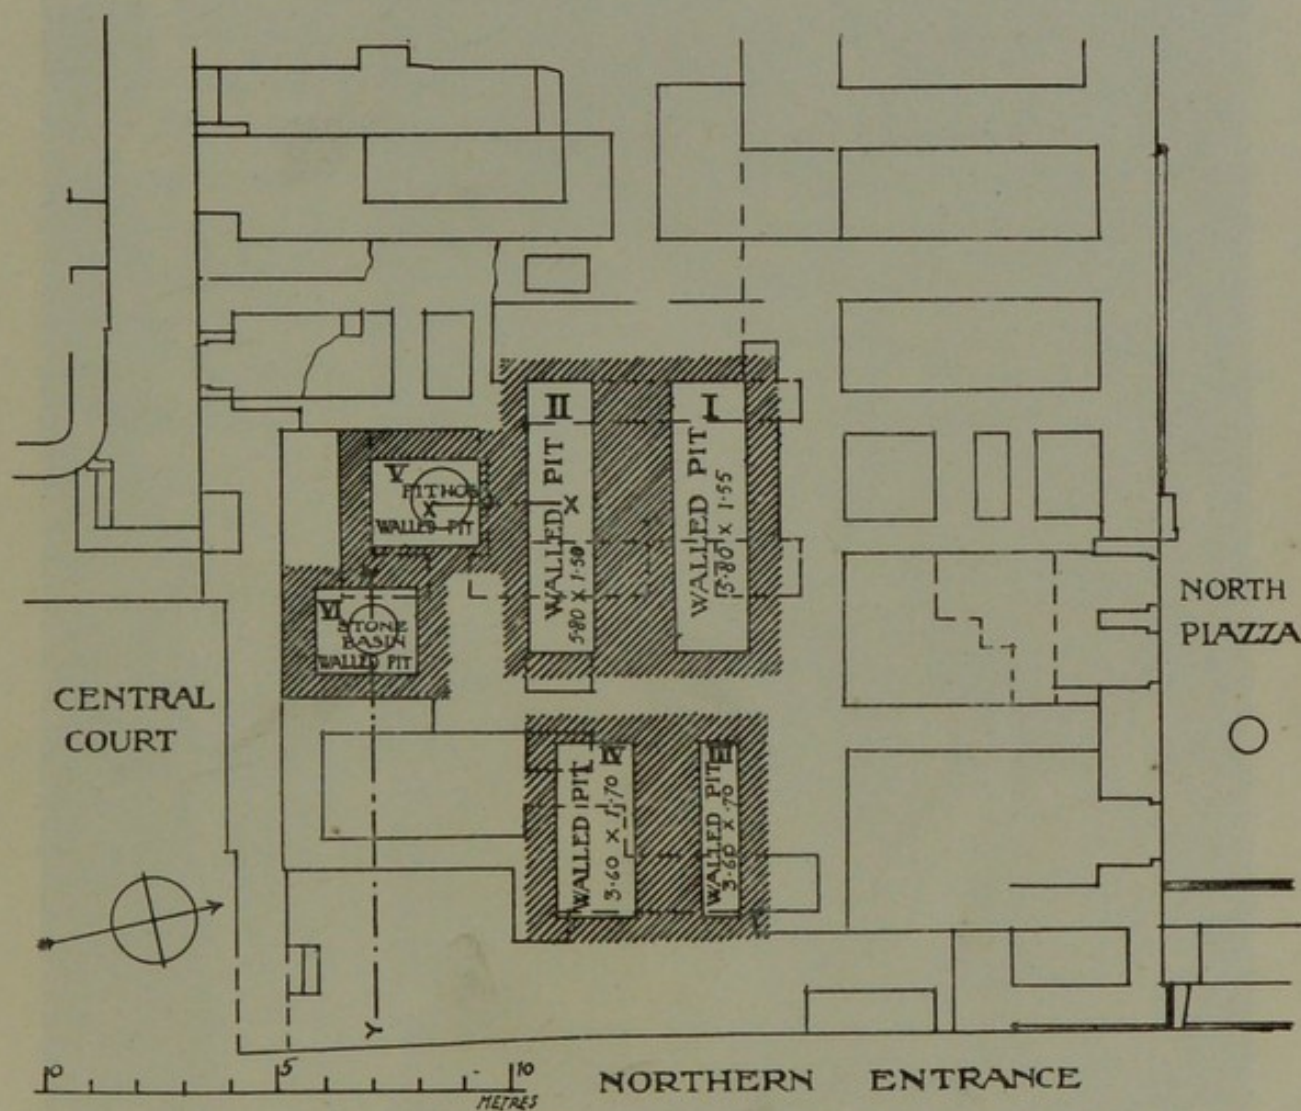 II
WALLED PIT
5·80 × 1·50
I
WALLED PIT
5·80 × 1·55
V
PITHOS
X
WALLED PIT
X
VI
STONE
BASIN
WALLED PIT
IV
WALLED PIT
3·60 × 1·70
III
WALLED PIT
3·60 × ·70
NORTH
PIAZZA
CENTRAL
COURT
Y
0 5 10
METRES
NORTHERN ENTRANCE